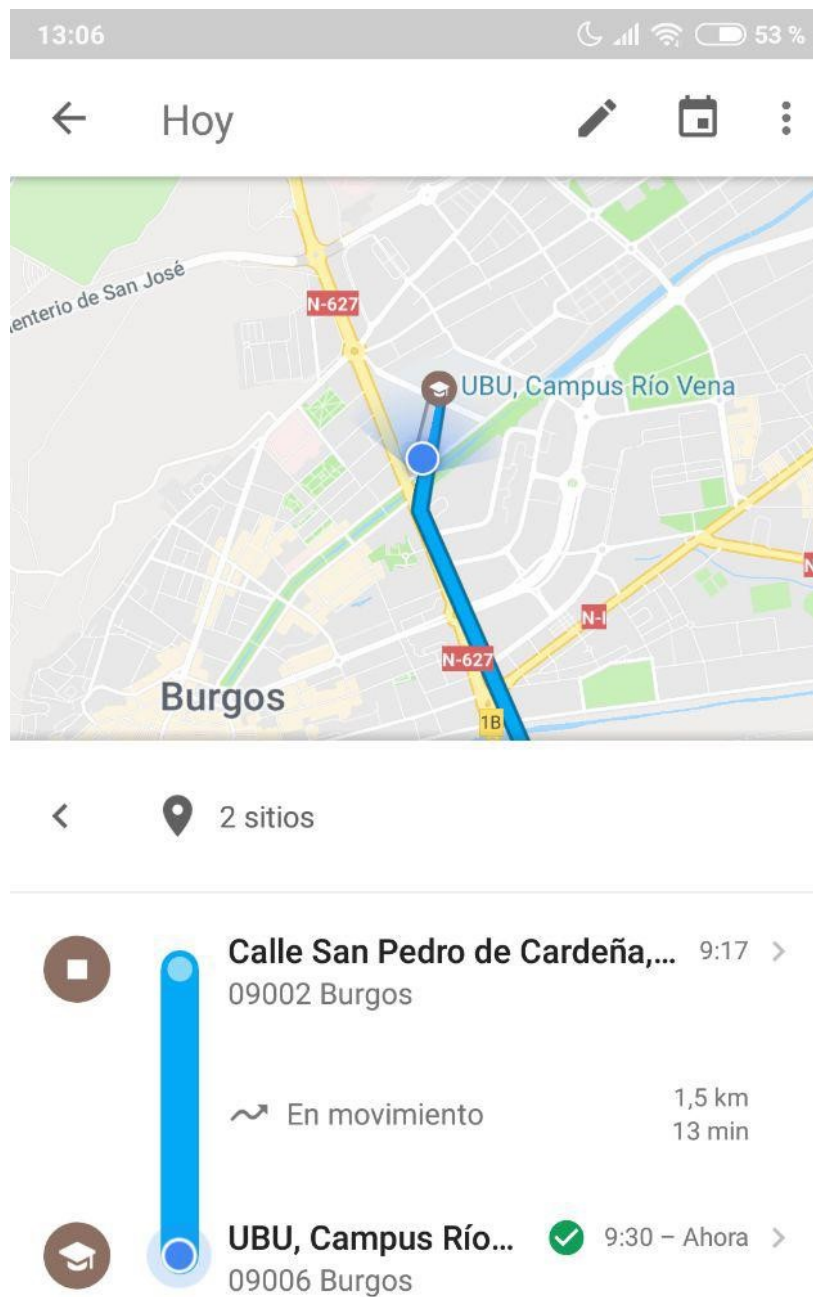 13:06
53 %
Hoy
enterio de San José
N-627
UBU, Campus Río Vena
N-I
N-627
Burgos
1B
2 sitios
Calle San Pedro de Cardeña,... 9:17
09002 Burgos
En movimiento
1,5 km
13 min
UBU, Campus Río... 9:30 – Ahora
09006 Burgos